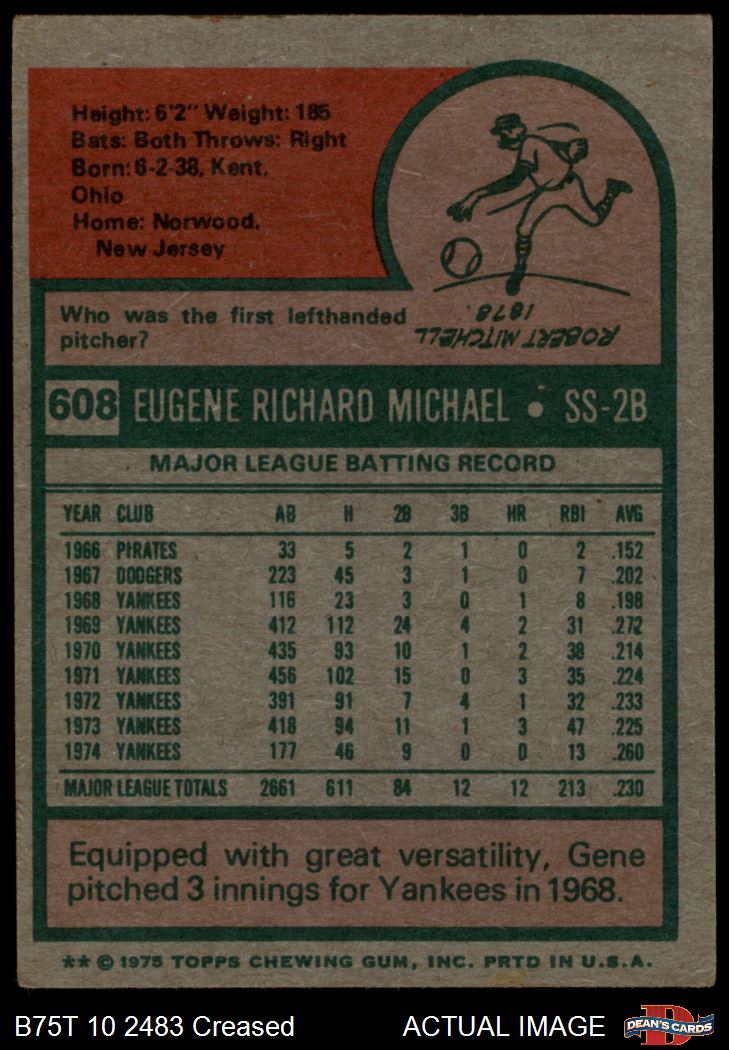 Height: 6'2" Weight: 185
Bats: Both Throws: Right
Born: 6-2-38, Kent,
Ohio
Home: Norwood,
New Jersey
Who was the first lefthanded
pitcher?
ROBERT MITCHELL
1878.
608 EUGENE RICHARD MICHAEL • SS-2B
MAJOR LEAGUE BATTING RECORD
YEAR CLUB AB H 2B 3B HR RBI AVG
1966 PIRATES 33 5 2 1 0 2 .152
1967 DODGERS 223 45 3 1 0 7 .202
1968 YANKEES 116 23 3 0 1 8 .198
1969 YANKEES 412 112 24 4 2 31 .272
1970 YANKEES 435 93 10 1 2 38 .214
1971 YANKEES 456 102 15 0 3 35 .224
1972 YANKEES 391 91 7 4 1 32 .233
1973 YANKEES 418 94 11 1 3 47 .225
1974 YANKEES 177 46 9 0 0 13 .260
MAJOR LEAGUE TOTALS 2661 611 84 12 12 213 .230
Equipped with great versatility, Gene
pitched 3 innings for Yankees in 1968.
** © 1975 TOPPS CHEWING GUM, INC. PRTD IN U.S.A.
B75T 10 2483 Creased ACTUAL IMAGE
D
DEAN'S CARDS